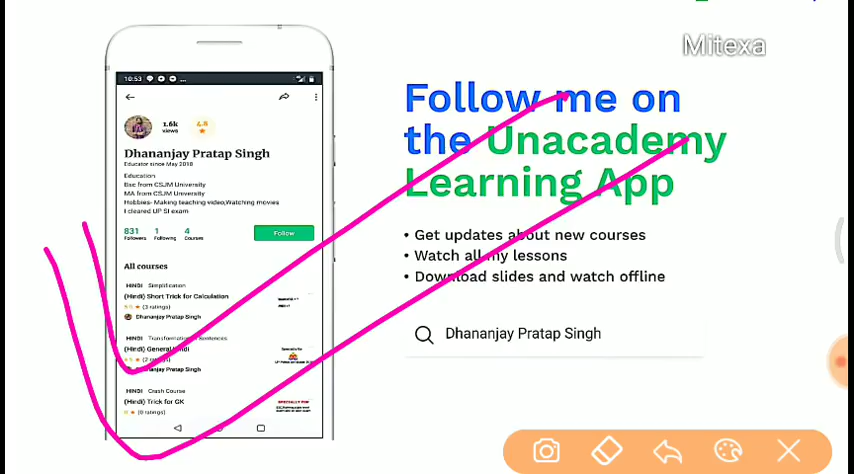 Mitexa
10:53
1.6k
views
4.8
Dhananjay Pratap Singh
Educator since May 2018
Education
Bsc from CSJM University
MA from CSJM University
Hobbies- Making teaching video,Watching movies
I cleared UP SI exam
831
Followers
1
Following
4
Courses
Follow
All courses
HINDI Simplification
(Hindi) Short Trick for Calculation
(3 ratings)
Dhananjay Pratap Singh
HINDI
(Hindi)
Pratap Singh
HINDI Crash Course
(Hindi) Trick for GK
(0 ratings)
SPECIALLY FOR
Follow me on
the Unacademy
Learning App
• Get updates about new courses
• Watch all my lessons
• Download slides and watch offline
Dhananjay Pratap Singh